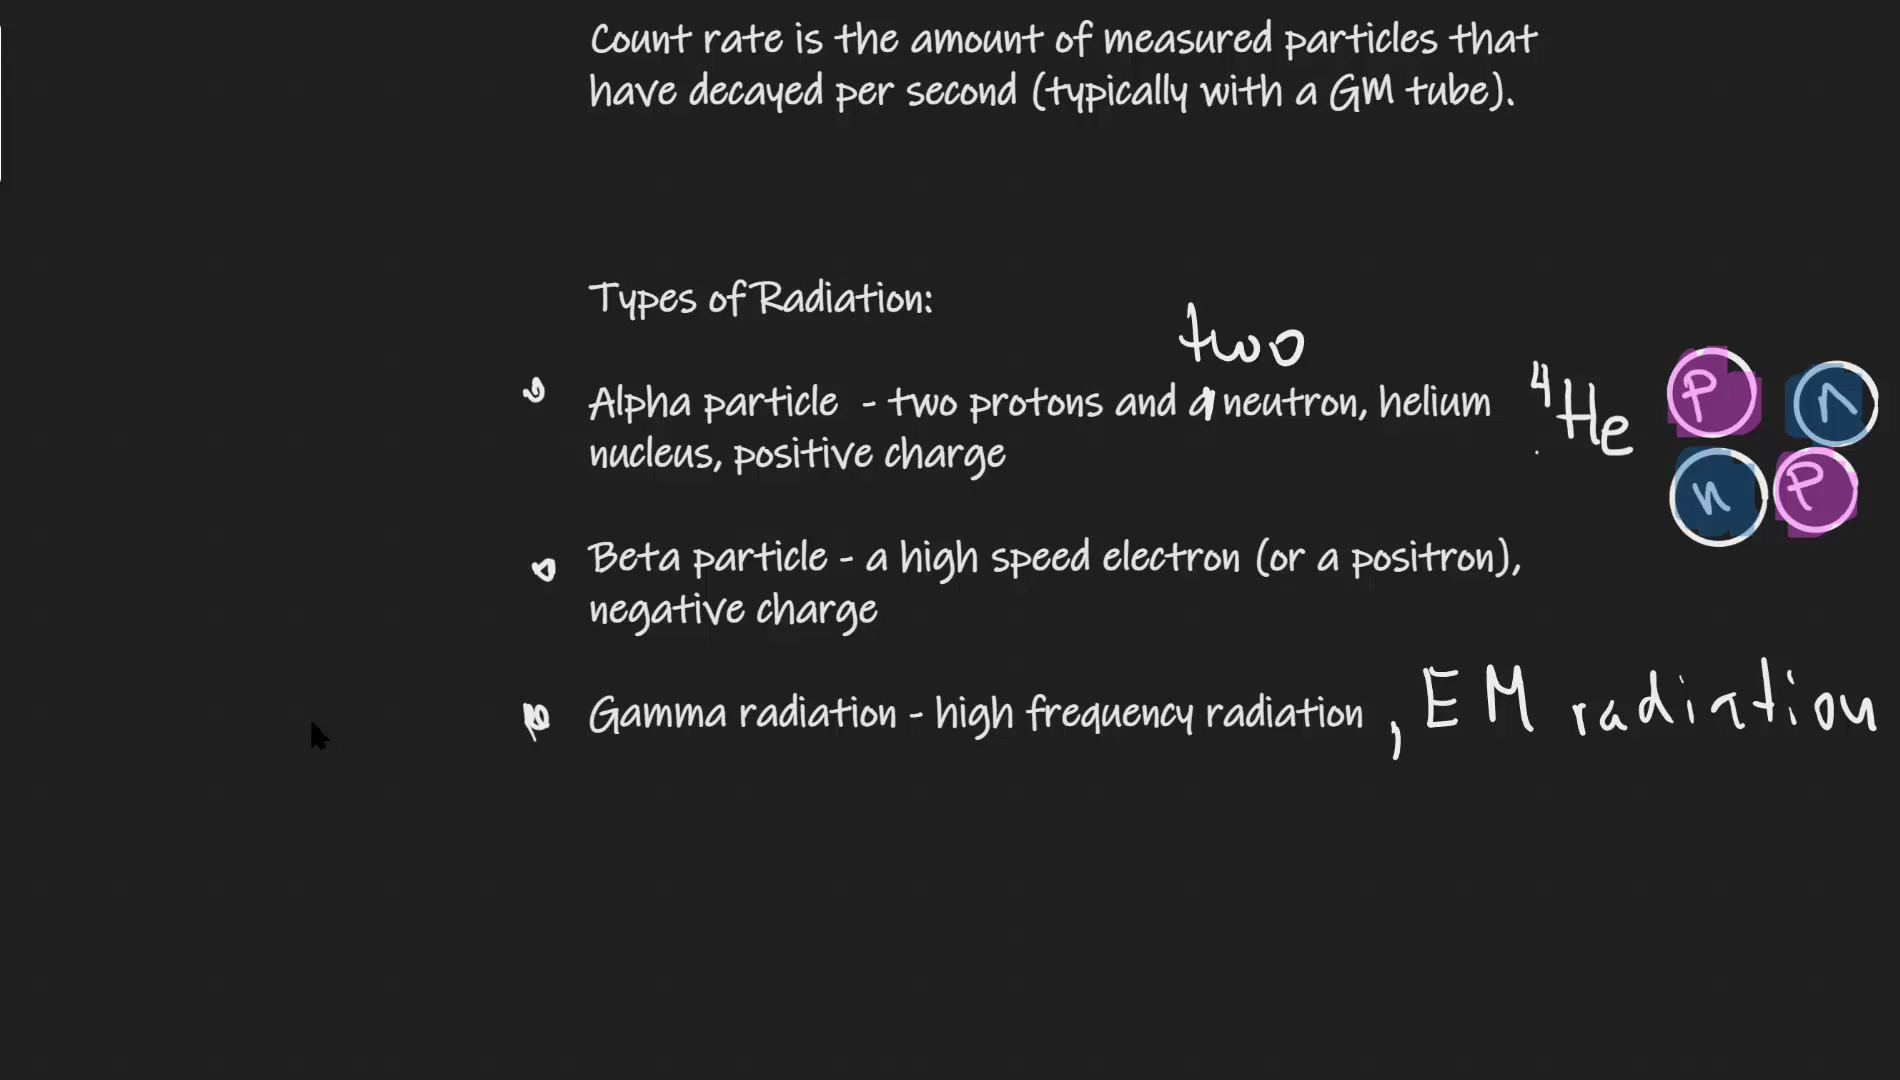 Count rate is the amount of measured particles that
have decayed per second (typically with a GM tube).
Types of Radiation:
two
Alpha particle - two protons and a neutron, helium
nucleus, positive charge
4He
P n
n P
Beta particle - a high speed electron (or a positron),
negative charge
Gamma radiation - high frequency radiation , EM radiation